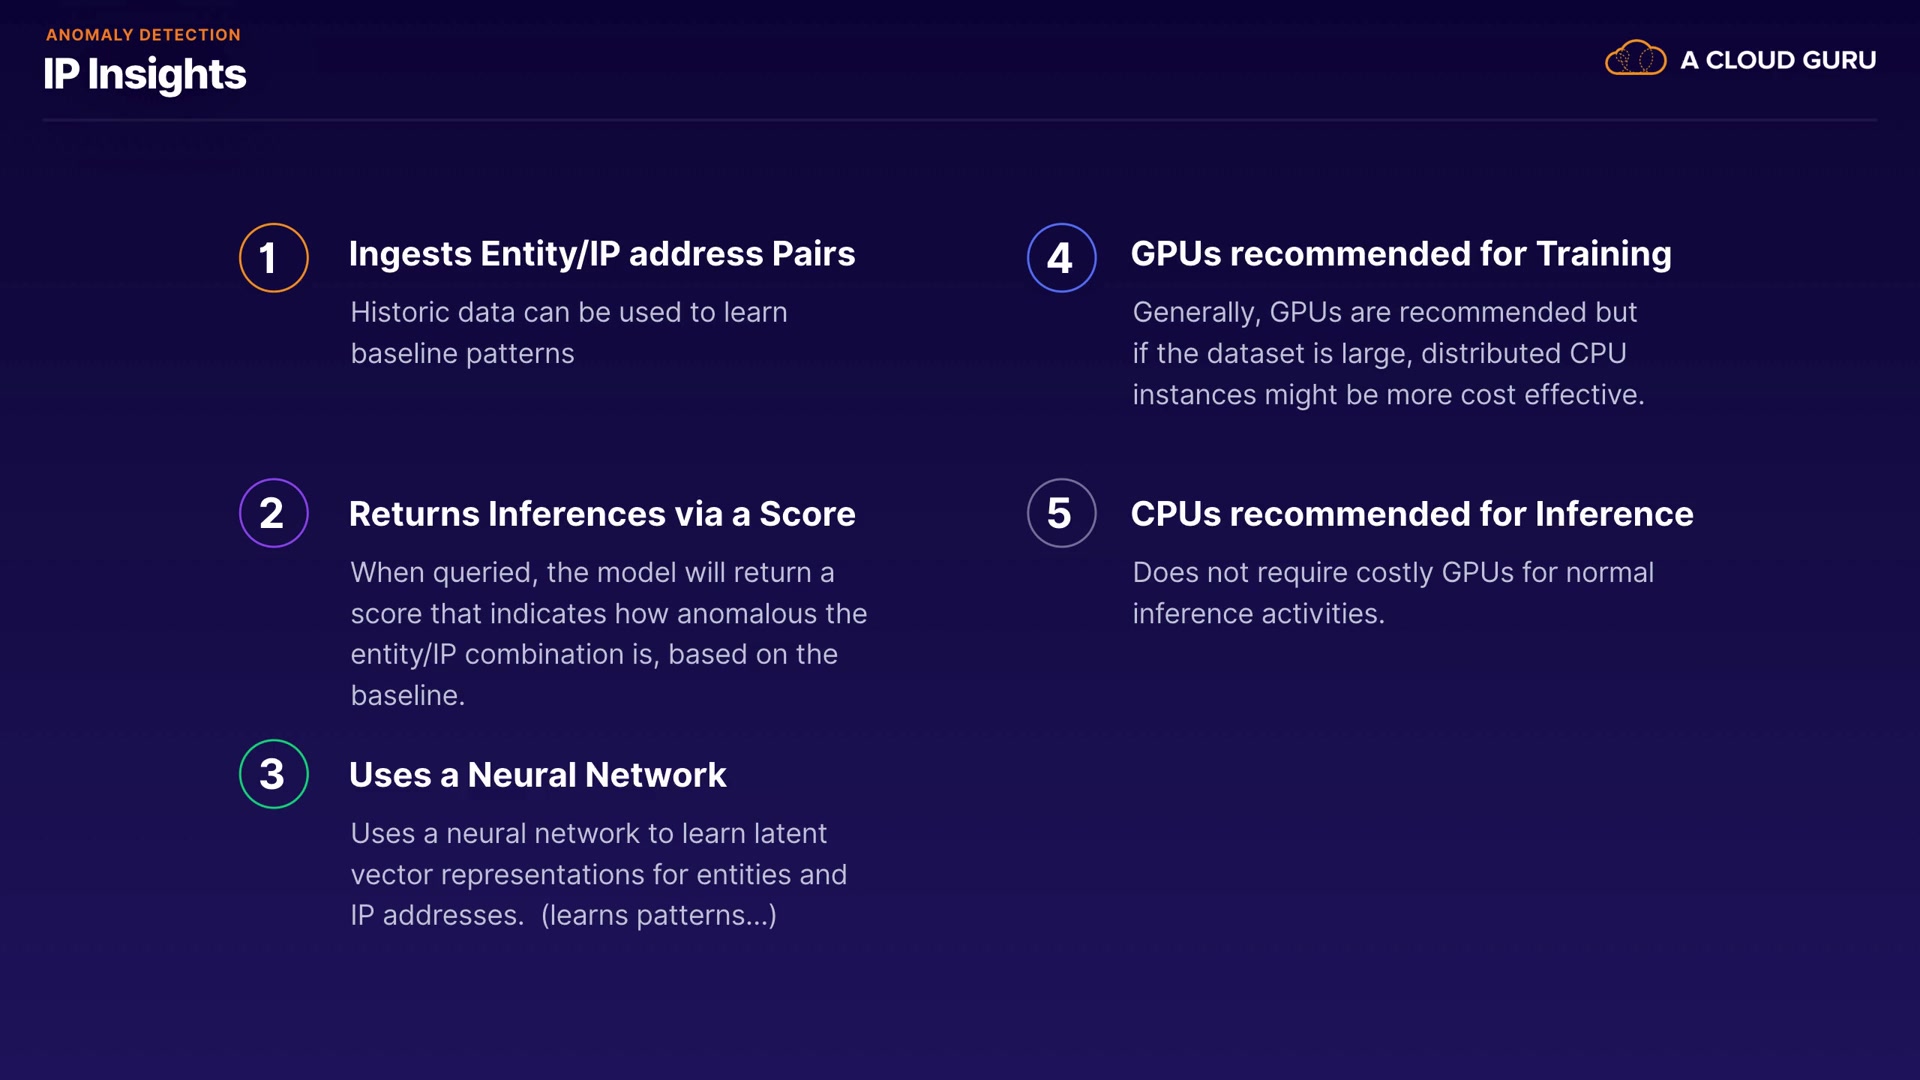 ANOMALY DETECTION
IP Insights
A CLOUD GURU
1
Ingests Entity/IP address Pairs
Historic data can be used to learn
baseline patterns
2
Returns Inferences via a Score
When queried, the model will return a
score that indicates how anomalous the
entity/IP combination is, based on the
baseline.
3
Uses a Neural Network
Uses a neural network to learn latent
vector representations for entities and
IP addresses.  (learns patterns...)
4
GPUs recommended for Training
Generally, GPUs are recommended but
if the dataset is large, distributed CPU
instances might be more cost effective.
5
CPUs recommended for Inference
Does not require costly GPUs for normal
inference activities.